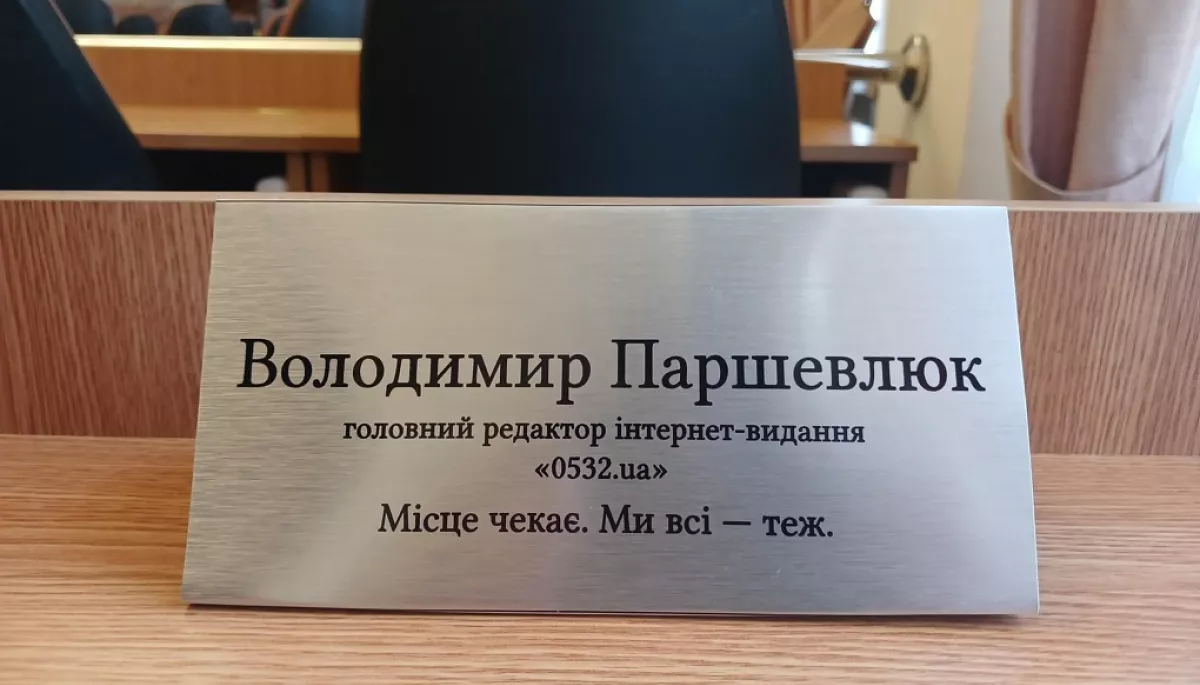 Володимир Паршевлюк
головний редактор інтернет-видання
«0532.ua»
Місце чекає. Ми всі — теж.